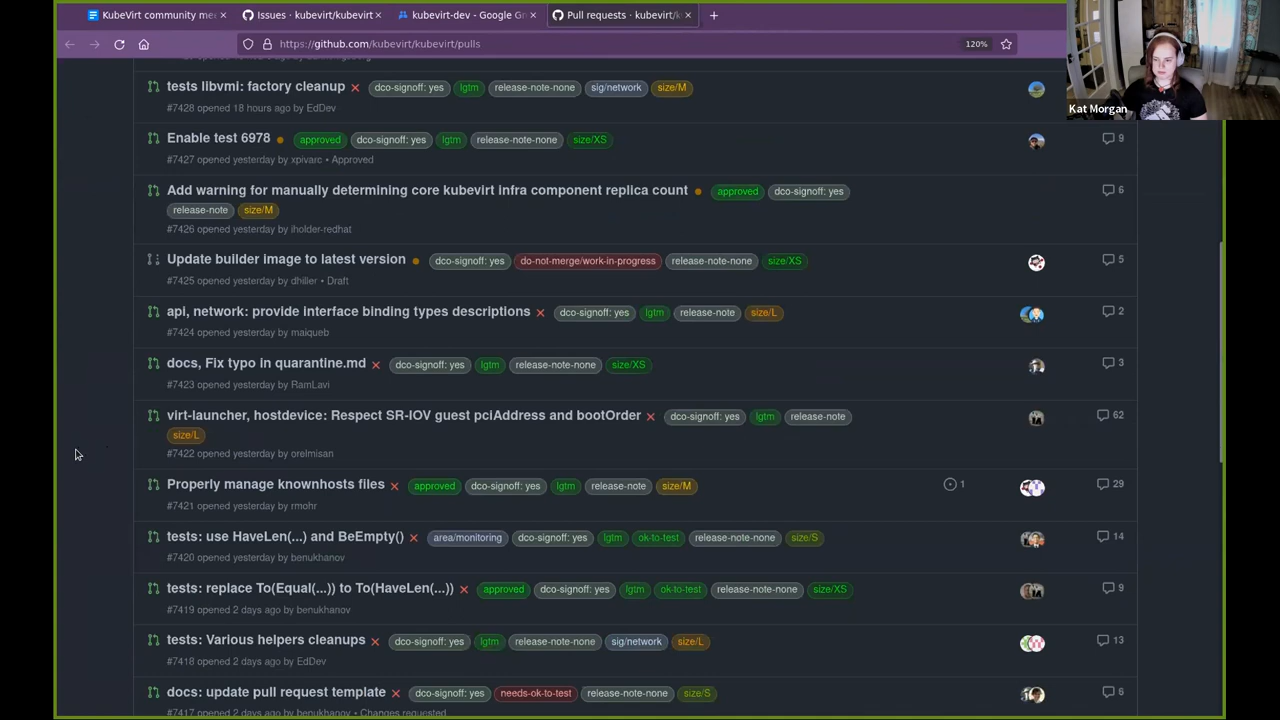 KubeVirt community me
Issues · kubevirt/kubevirt
kubevirt-dev - Google Gr
Pull requests · kubevirt/k
https://github.com/kubevirt/kubevirt/pulls
120%
Kat Morgan
tests libvmi: factory cleanup dco-signoff: yes lgtm release-note-none sig/network size/M
#7428 opened 18 hours ago by EdDev
Enable test 6978 approved dco-signoff: yes lgtm release-note-none size/XS 9
#7427 opened yesterday by xpivarc • Approved
Add warning for manually determining core kubevirt infra component replica count approved dco-signoff: yes 6
release-note size/M
#7426 opened yesterday by iholder-redhat
Update builder image to latest version dco-signoff: yes do-not-merge/work-in-progress release-note-none size/XS 5
#7425 opened yesterday by dhiller • Draft
api, network: provide interface binding types descriptions dco-signoff: yes lgtm release-note size/L 2
#7424 opened yesterday by maiqueb
docs, Fix typo in quarantine.md dco-signoff: yes lgtm release-note-none size/XS 3
#7423 opened yesterday by RamLavi
virt-launcher, hostdevice: Respect SR-IOV guest pciAddress and bootOrder dco-signoff: yes lgtm release-note 62
size/L
#7422 opened yesterday by orelmisan
Properly manage knownhosts files approved dco-signoff: yes lgtm release-note size/M 1 29
#7421 opened yesterday by rmohr
tests: use HaveLen(...) and BeEmpty() area/monitoring dco-signoff: yes lgtm ok-to-test release-note-none size/S 14
#7420 opened yesterday by benukhanov
tests: replace To(Equal(...)) to To(HaveLen(...)) approved dco-signoff: yes lgtm ok-to-test release-note-none size/XS 9
#7419 opened 2 days ago by benukhanov
tests: Various helpers cleanups dco-signoff: yes lgtm release-note-none sig/network size/L 13
#7418 opened 2 days ago by EdDev
docs: update pull request template dco-signoff: yes needs-ok-to-test release-note-none size/S 6
#7417 opened 2 days ago by benukhanov • Changes requested